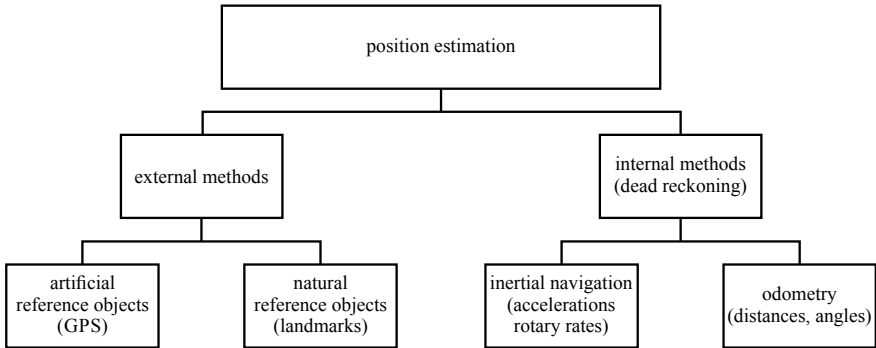 position estimation
external methods
internal methods
(dead reckoning)
artificial
reference objects
(GPS)
natural
reference objects
(landmarks)
inertial navigation
(accelerations
rotary rates)
odometry
(distances, angles)